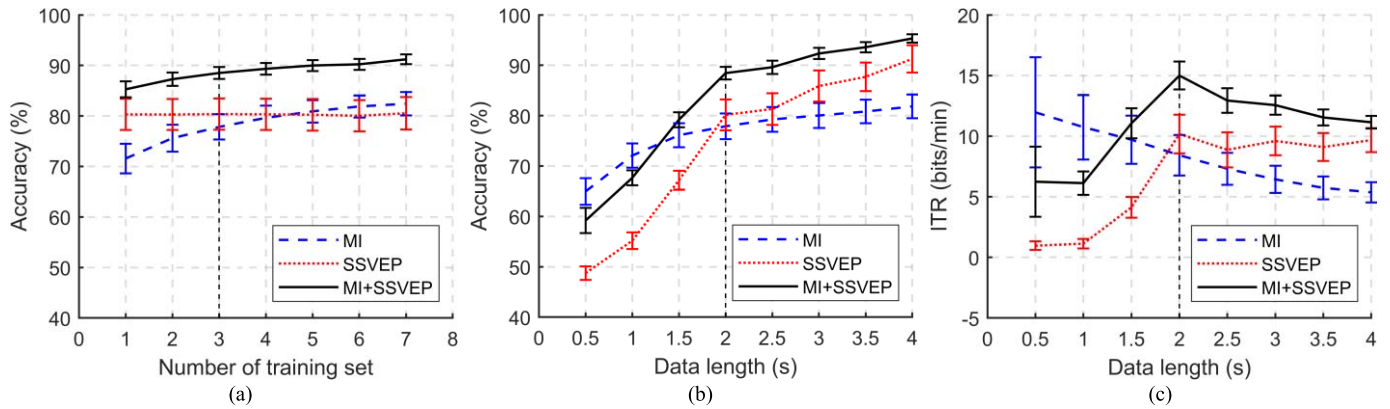 100
90
80
70
60
50
40
Accuracy (%)
MI
SSVEP
MI+SSVEP
0 1 2 3 4 5 6 7 8
Number of training set
(a)
100
90
80
70
60
50
40
Accuracy (%)
MI
SSVEP
MI+SSVEP
0 0.5 1 1.5 2 2.5 3 3.5 4
Data length (s)
(b)
20
15
10
5
0
-5
ITR (bits/min)
MI
SSVEP
MI+SSVEP
0 0.5 1 1.5 2 2.5 3 3.5 4
Data length (s)
(c)